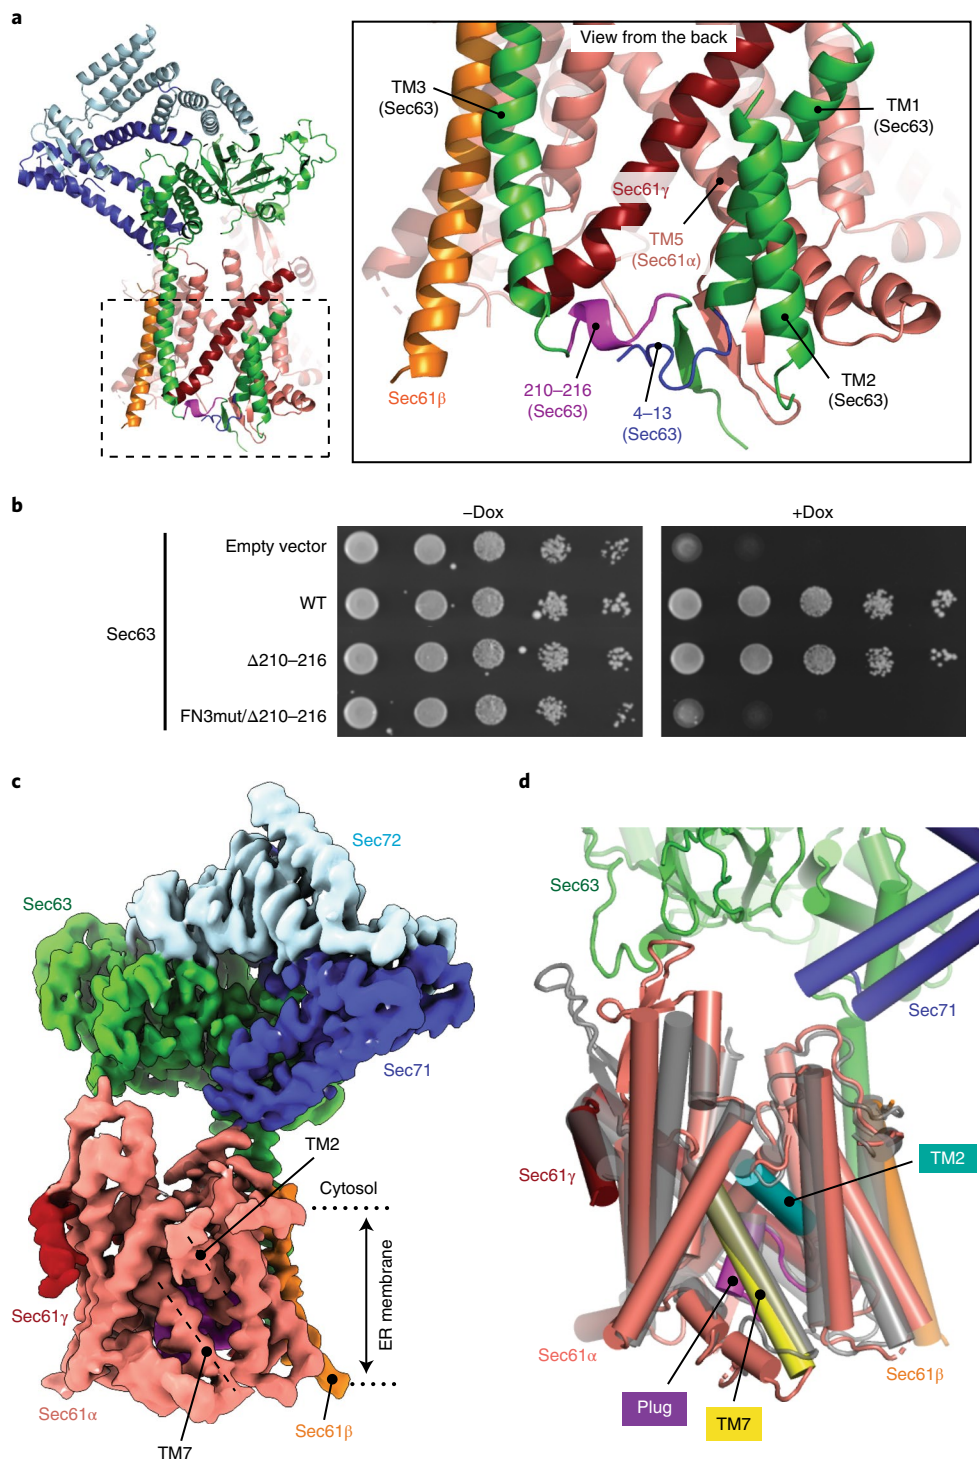 a
View from the back
TM3
(Sec63)
TM1
(Sec63)
Sec61γ
TM5
(Sec61α)
Sec61β
210–216
(Sec63)
4–13
(Sec63)
TM2
(Sec63)
b
–Dox
+Dox
Sec63
Empty vector
WT
Δ210–216
FN3mut/Δ210–216
c
Sec72
Sec63
Sec71
TM2
Cytosol
ER membrane
Sec61γ
Sec61α
Sec61β
TM7
d
Sec63
Sec71
TM2
Sec61γ
Sec61α
Sec61β
Plug
TM7